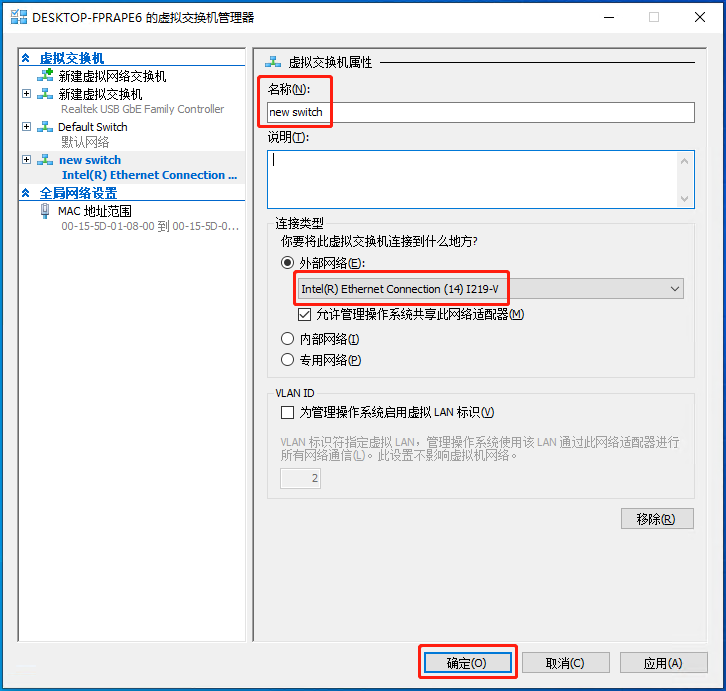 DESKTOP-FPRAPE6 的虚拟交换机管理器
虚拟交换机
新建虚拟网络交换机
新建虚拟交换机
Realtek USB GbE Family Controller
Default Switch
默认网络
new switch
Intel(R) Ethernet Connection ...
全局网络设置
MAC 地址范围
00-15-5D-01-08-00 到 00-15-5D-0...
虚拟交换机属性
名称(N):
new switch
说明(T):
连接类型
你要将此虚拟交换机连接到什么地方?
外部网络(E):
Intel(R) Ethernet Connection (14) I219-V
允许管理操作系统共享此网络适配器(M)
内部网络(I)
专用网络(P)
VLAN ID
为管理操作系统启用虚拟 LAN 标识(V)
VLAN 标识符指定虚拟 LAN，管理操作系统使用该 LAN 通过此网络适配器进行
所有网络通信(L)。此设置不影响虚拟机网络。
2
移除(R)
确定(O)
取消(C)
应用(A)